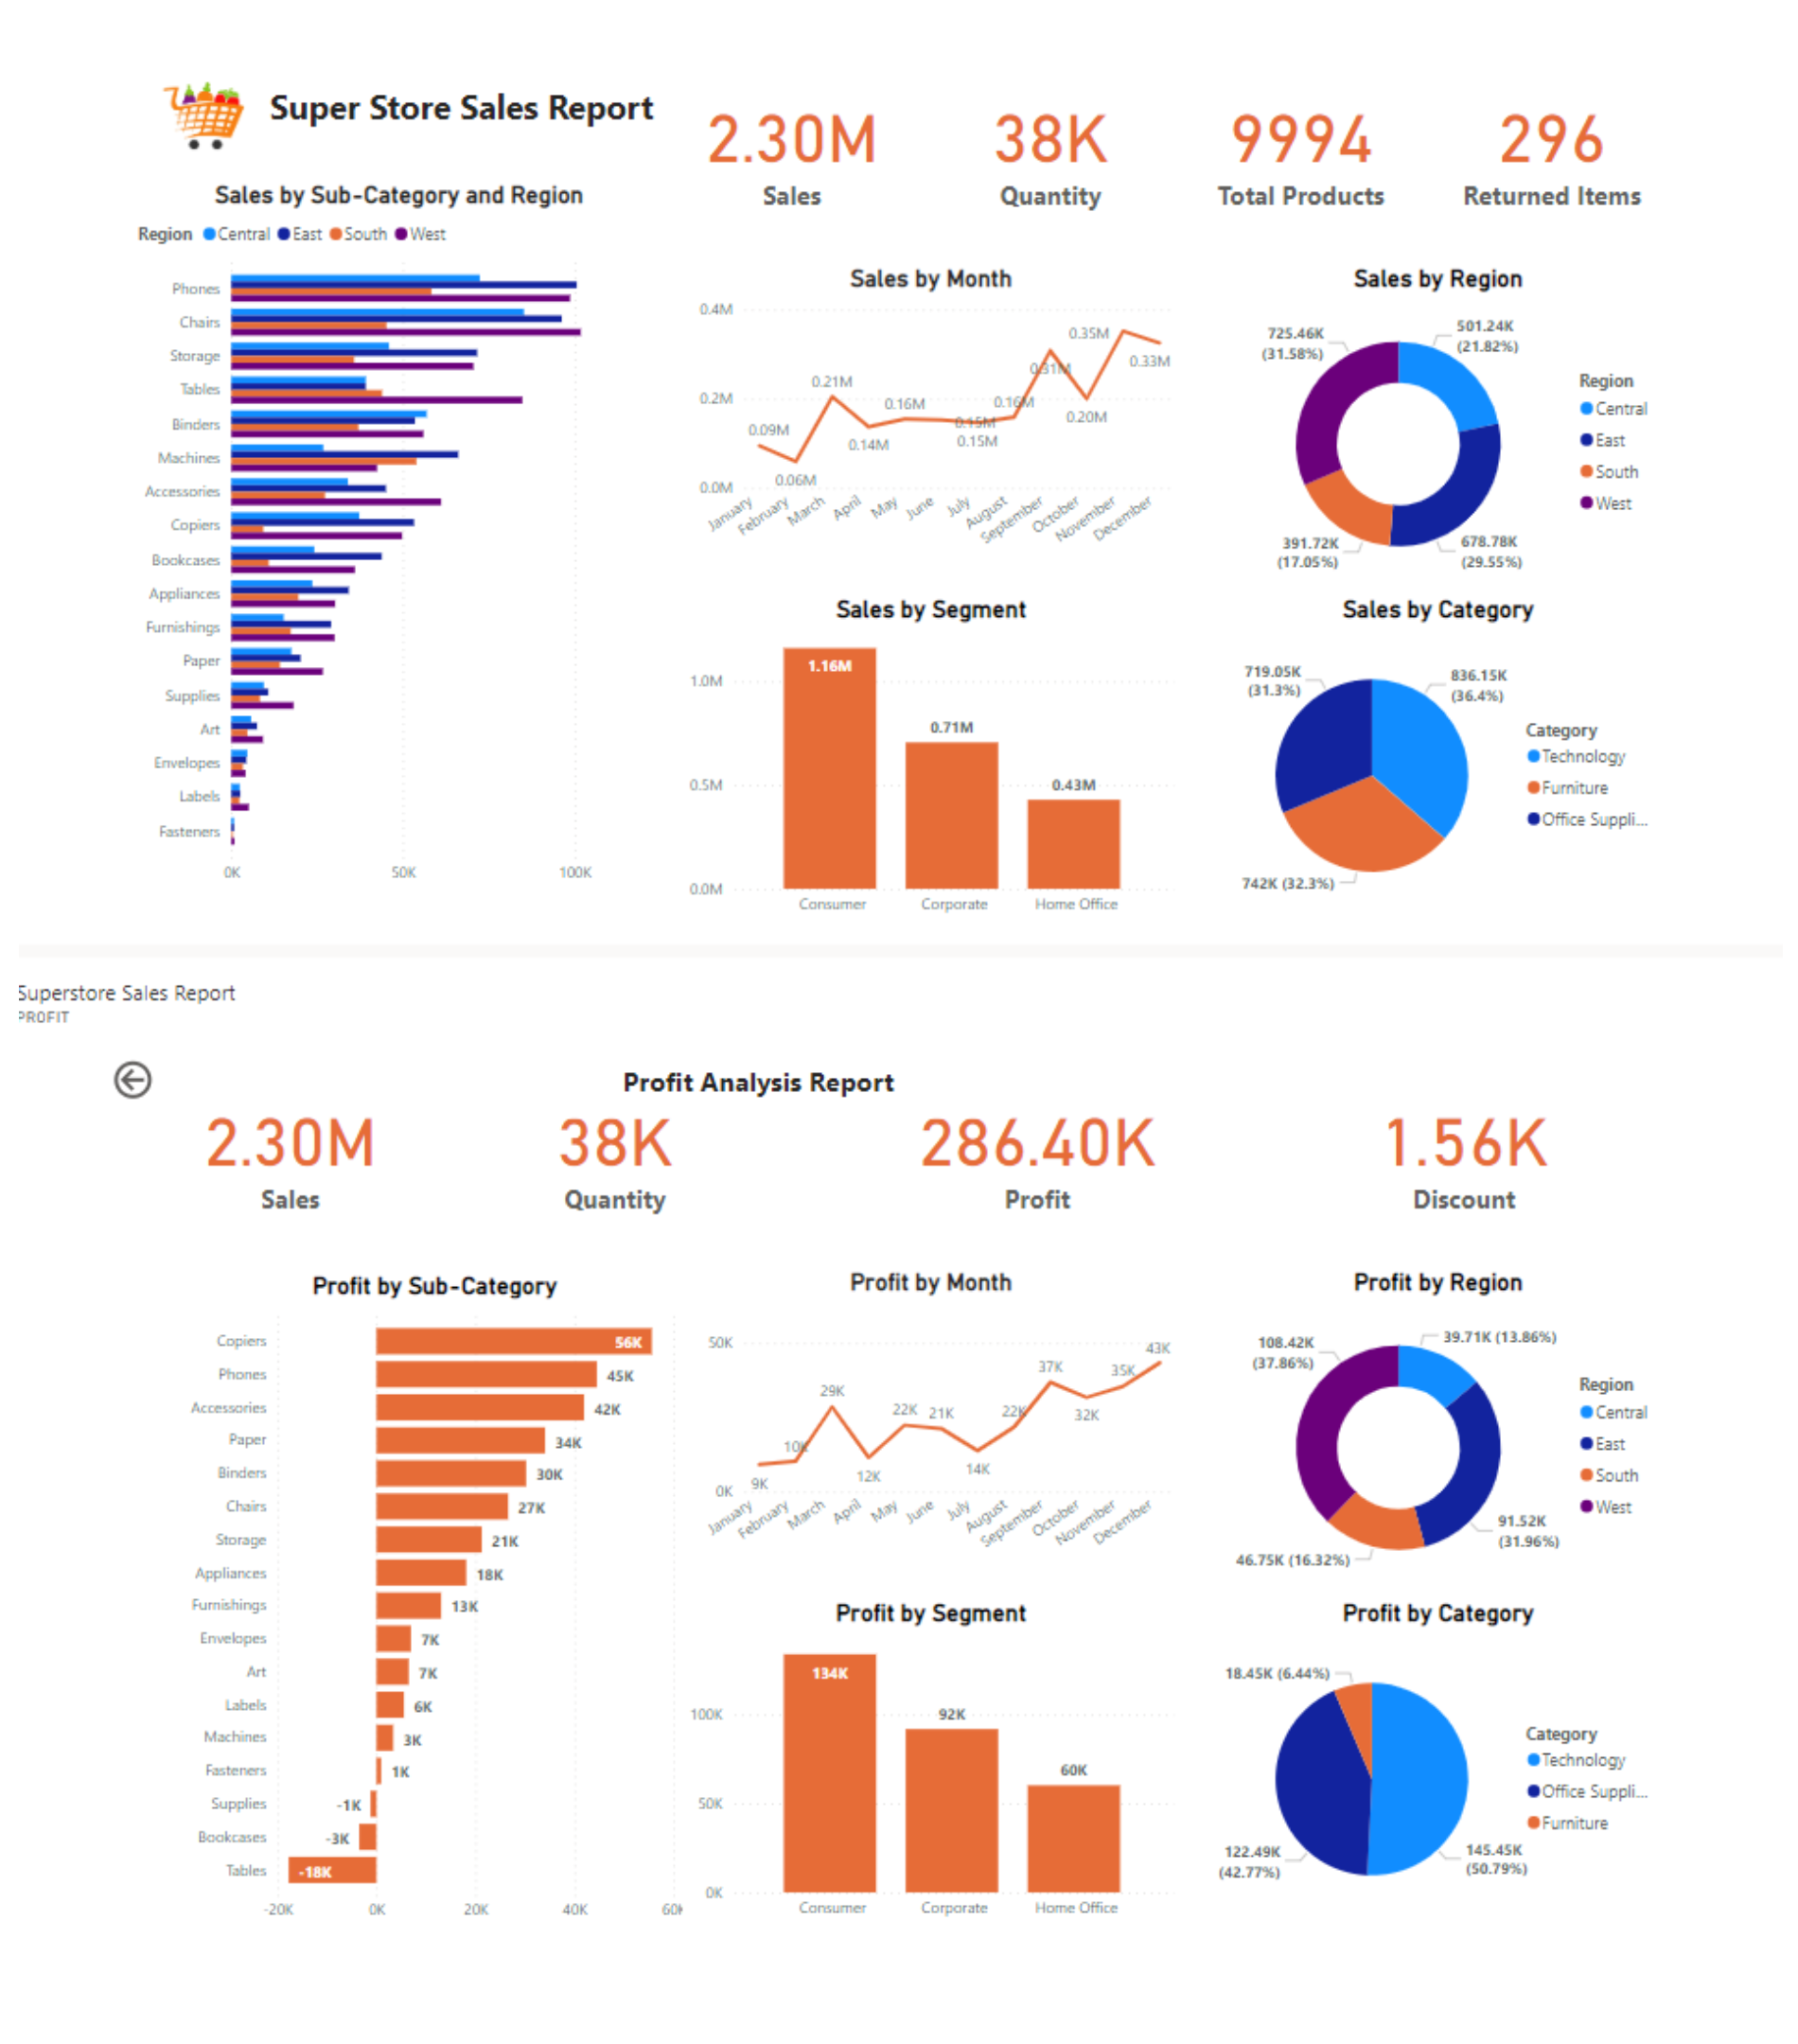 Super Store Sales Report
2.30M
Sales
38K
Quantity
9994
Total Products
296
Returned Items
Sales by Sub-Category and Region
Region Central East South West
Phones
Chairs
Storage
Tables
Binders
Machines
Accessories
Copiers
Bookcases
Appliances
Furnishings
Paper
Supplies
Art
Envelopes
Labels
Fasteners
0K 50K 100K
Sales by Month
0.4M
0.2M
0.0M
0.09M
0.06M
0.21M
0.14M
0.16M
0.15M
0.15M
0.16M
0.31M
0.20M
0.35M
0.33M
January
February
March
April
May
June
July
August
September
October
November
December
Sales by Region
725.46K
(31.58%)
501.24K
(21.82%)
391.72K
(17.05%)
678.78K
(29.55%)
Region
Central
East
South
West
Sales by Segment
1.0M
0.5M
0.0M
1.16M
0.71M
0.43M
Consumer Corporate Home Office
Sales by Category
719.05K
(31.3%)
836.15K
(36.4%)
742K (32.3%)
Category
Technology
Furniture
Office Suppli...
Superstore Sales Report
PROFIT
Profit Analysis Report
2.30M
Sales
38K
Quantity
286.40K
Profit
1.56K
Discount
Profit by Sub-Category
Copiers 56K
Phones 45K
Accessories 42K
Paper 34K
Binders 30K
Chairs 27K
Storage 21K
Appliances 18K
Furnishings 13K
Envelopes 7K
Art 7K
Labels 6K
Machines 3K
Fasteners 1K
Supplies -1K
Bookcases -3K
Tables -18K
-20K 0K 20K 40K 60K
Profit by Month
50K
0K
9K
10K
29K
12K
22K
21K
14K
22K
37K
32K
35K
43K
January
February
March
April
May
June
July
August
September
October
November
December
Profit by Region
108.42K
(37.86%)
39.71K (13.86%)
46.75K (16.32%)
91.52K
(31.96%)
Region
Central
East
South
West
Profit by Segment
100K
50K
0K
134K
92K
60K
Consumer Corporate Home Office
Profit by Category
18.45K (6.44%)
122.49K
(42.77%)
145.45K
(50.79%)
Category
Technology
Office Suppli...
Furniture